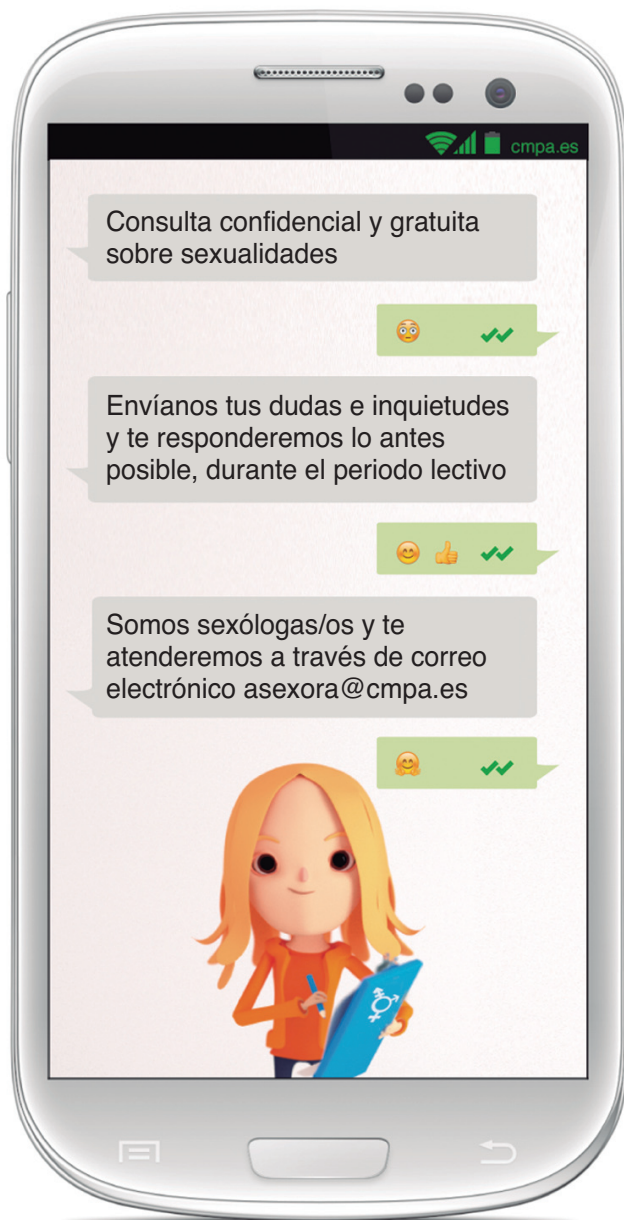 cmpa.es
Consulta confidencial y gratuita
sobre sexualidades
Envíanos tus dudas e inquietudes
y te responderemos lo antes
posible, durante el periodo lectivo
Somos sexólogas/os y te
atenderemos a través de correo
electrónico asexora@cmpa.es